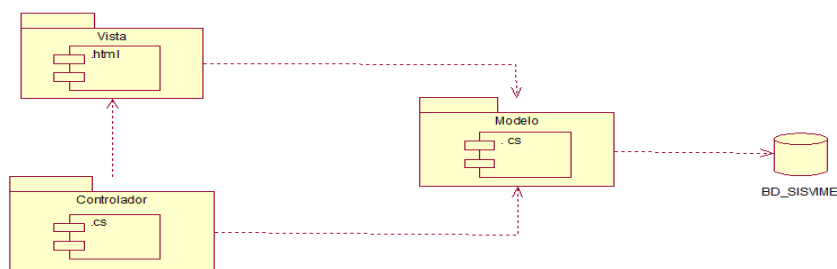 Vista
.html
Modelo
. cs
BD_SISVIME
Controlador
.cs